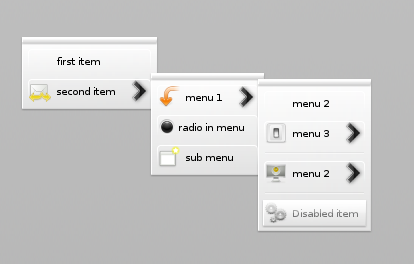 first item
second item
menu 1
radio in menu
sub menu
menu 2
menu 3
menu 2
Disabled item